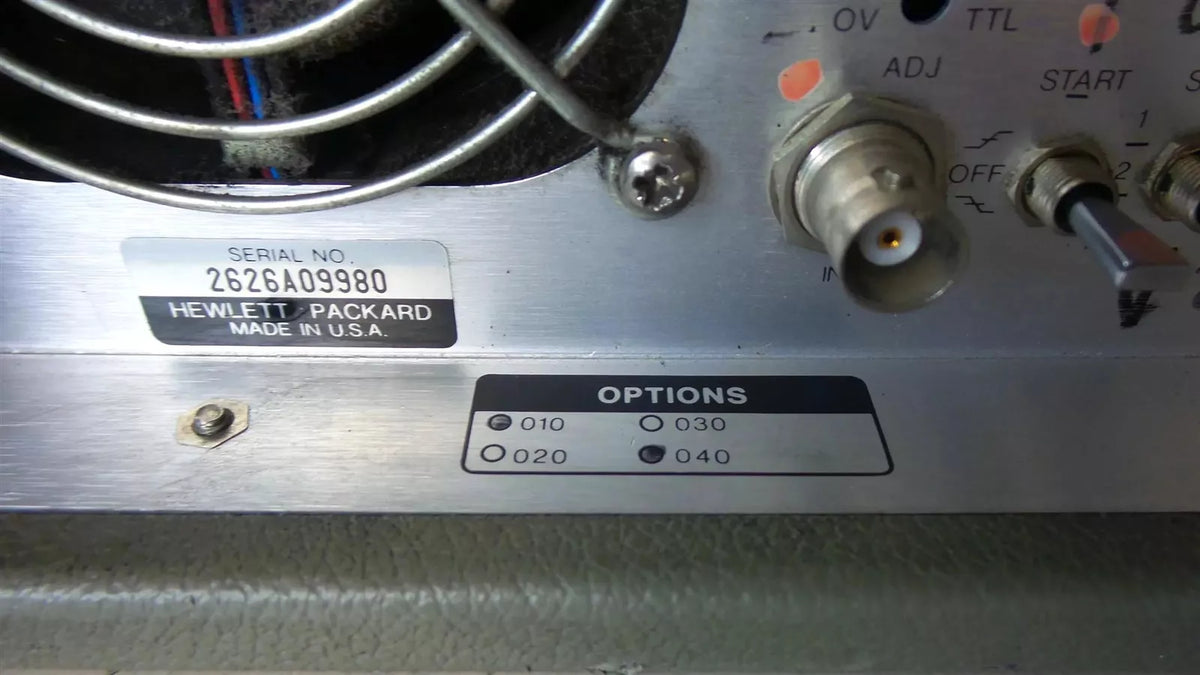 OV TTL
ADJ
START
1
OFF
2
SERIAL NO.
2626A09980
HEWLETT PACKARD
MADE IN U.S.A.
OPTIONS
010 030
020 040